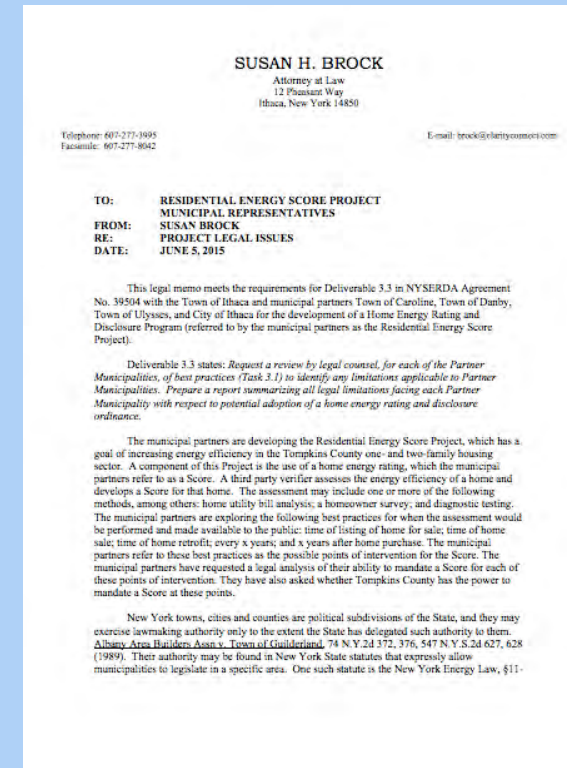 SUSAN H. BROCK
Attorney at Law
12 Pheasant Way
Ithaca, New York 14850
Telephone: 607-277-3995
Facsimile: 607-277-8042
E-mail: brock@clarityconnect.com
TO: RESIDENTIAL ENERGY SCORE PROJECT
MUNICIPAL REPRESENTATIVES
FROM: SUSAN BROCK
RE: PROJECT LEGAL ISSUES
DATE: JUNE 5, 2015
This legal memo meets the requirements for Deliverable 3.3 in NYSERDA Agreement
No. 39504 with the Town of Ithaca and municipal partners Town of Caroline, Town of Danby,
Town of Ulysses, and City of Ithaca for the development of a Home Energy Rating and
Disclosure Program (referred to by the municipal partners as the Residential Energy Score
Project).
Deliverable 3.3 states: Request a review by legal counsel, for each of the Partner
Municipalities, of best practices (Task 3.1) to identify any limitations applicable to Partner
Municipalities. Prepare a report summarizing all legal limitations facing each Partner
Municipality with respect to potential adoption of a home energy rating and disclosure
ordinance.
The municipal partners are developing the Residential Energy Score Project, which has a
goal of increasing energy efficiency in the Tompkins County one- and two-family housing
sector. A component of this Project is the use of a home energy rating, which the municipal
partners refer to as a Score. A third party verifier assesses the energy efficiency of a home and
develops a Score for that home. The assessment may include one or more of the following
methods, among others: home utility bill analysis; a homeowner survey; and diagnostic testing.
The municipal partners are exploring the following best practices for when the assessment would
be performed and made available to the public: time of listing of home for sale; time of home
sale; time of home retrofit; every x years; and x years after home purchase. The municipal
partners refer to these best practices as the possible points of intervention for the Score. The
municipal partners have requested a legal analysis of their ability to mandate a Score for each of
these points of intervention. They have also asked whether Tompkins County has the power to
mandate a Score at these points.
New York towns, cities and counties are political subdivisions of the State, and they may
exercise lawmaking authority only to the extent the State has delegated such authority to them.
Albany Area Builders Assn v. Town of Guilderland, 74 N.Y.2d 372, 376, 547 N.Y.S.2d 627, 628
(1989). Their authority may be found in New York State statutes that expressly allow
municipalities to legislate in a specific area. One such statute is the New York Energy Law, §11-